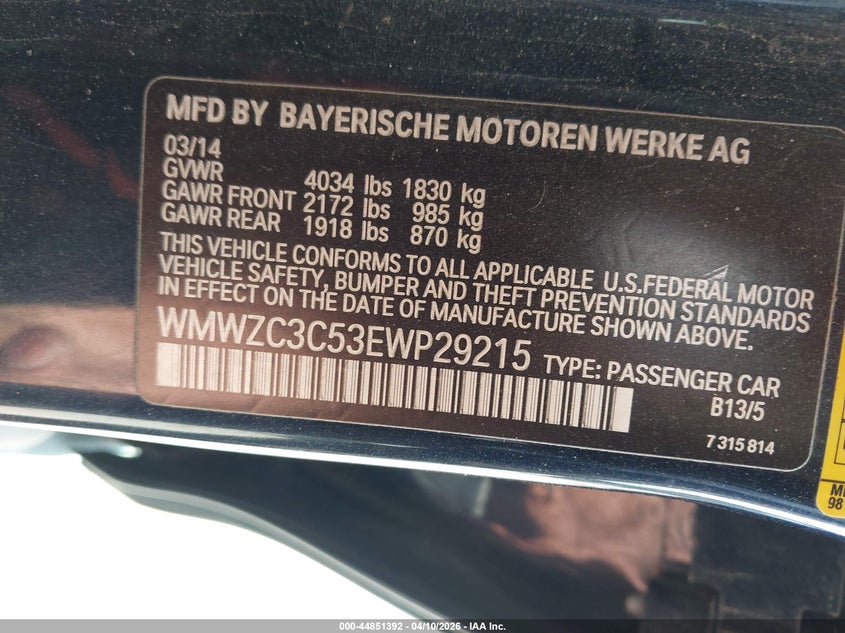 MFD BY BAYERISCHE MOTOREN WERKE AG
03/14
GVWR 4034 lbs 1830 kg
GAWR FRONT 2172 lbs 985 kg
GAWR REAR 1918 lbs 870 kg
THIS VEHICLE CONFORMS TO ALL APPLICABLE U.S.FEDERAL MOTOR
VEHICLE SAFETY, BUMPER AND THEFT PREVENTION STANDARDS
IN EFFECT ON THE DATE OF MANUFACTURE SHOWN ABOVE.
WMWZC3C53EWP29215 TYPE: PASSENGER CAR
B13/5
7 315 814
98
000-44851392 - 04/10/2026 - IAA Inc.